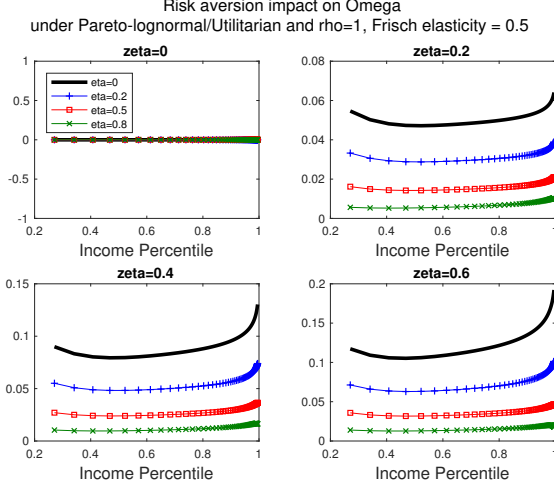 Risk aversion impact on Omega
under Pareto-lognormal/Utilitarian and rho=1, Frisch elasticity = 0.5
zeta=0
1
0.5
0
-0.5
-1
eta=0
eta=0.2
eta=0.5
eta=0.8
0.2 0.4 0.6 0.8 1
Income Percentile
zeta=0.2
0.08
0.06
0.04
0.02
0
0.2 0.4 0.6 0.8 1
Income Percentile
zeta=0.4
0.15
0.1
0.05
0
0.2 0.4 0.6 0.8 1
Income Percentile
zeta=0.6
0.2
0.15
0.1
0.05
0
0.2 0.4 0.6 0.8 1
Income Percentile